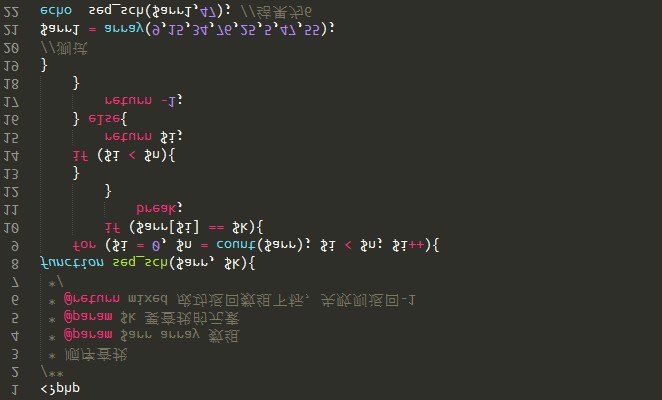 1 <?php
2 /**
3  * 顺序查找
4  * @param $arr array 数组
5  * @param $k 要查找的元素
6  * @return mixed 成功返回数组下标，失败则返回-1
7  */
8 function seq_sch($arr, $k){
9     for ($i = 0, $n = count($arr); $i < $n; $i++){
10         if ($arr[$i] == $k){
11             break;
12         }
13     }
14     if ($i < $n){
15         return $i;
16     } else{
17         return -1;
18     }
19 }
20 //测试
21 $arr1 = array(9,15,34,76,25,5,47,55);
22 echo  seq_sch($arr1,47); //结果为6